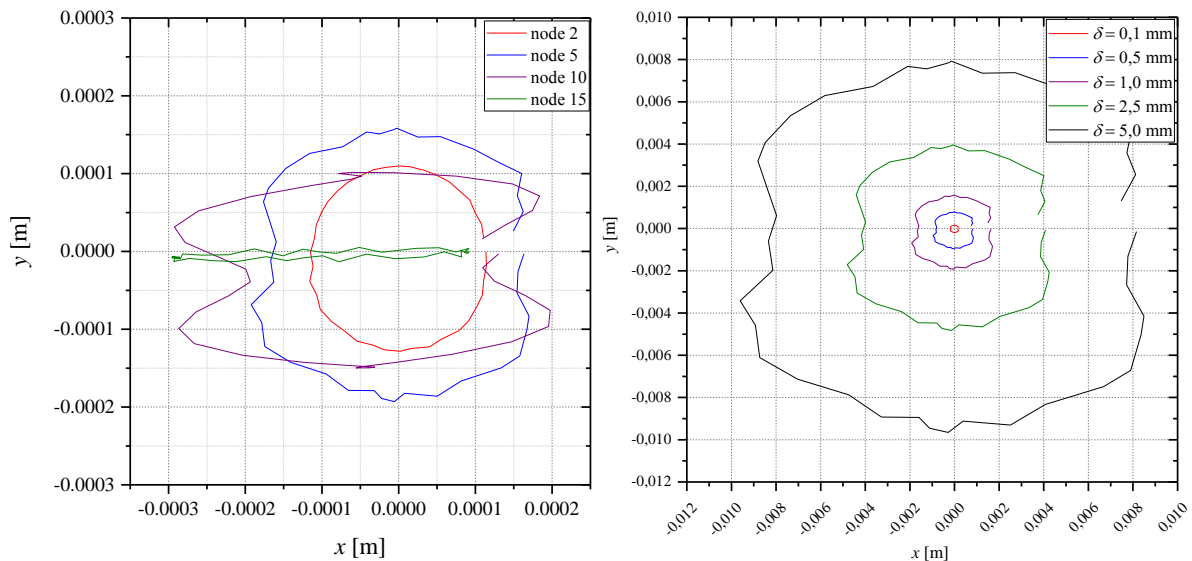 0.0003
0.0002
0.0001
0.0000
-0.0001
-0.0002
-0.0003
y [m]
-0.0003
-0.0002
-0.0001
0.0000
0.0001
0.0002
x [m]
node 2
node 5
node 10
node 15
0,010
0,008
0,006
0,004
0,002
0,000
-0,002
-0,004
-0,006
-0,008
-0,010
-0,012
y [m]
-0,012
-0,010
-0,008
-0,006
-0,004
-0,002
0,000
0,002
0,004
0,006
0,008
0,010
x [m]
δ = 0,1 mm
δ = 0,5 mm
δ = 1,0 mm
δ = 2,5 mm
δ = 5,0 mm